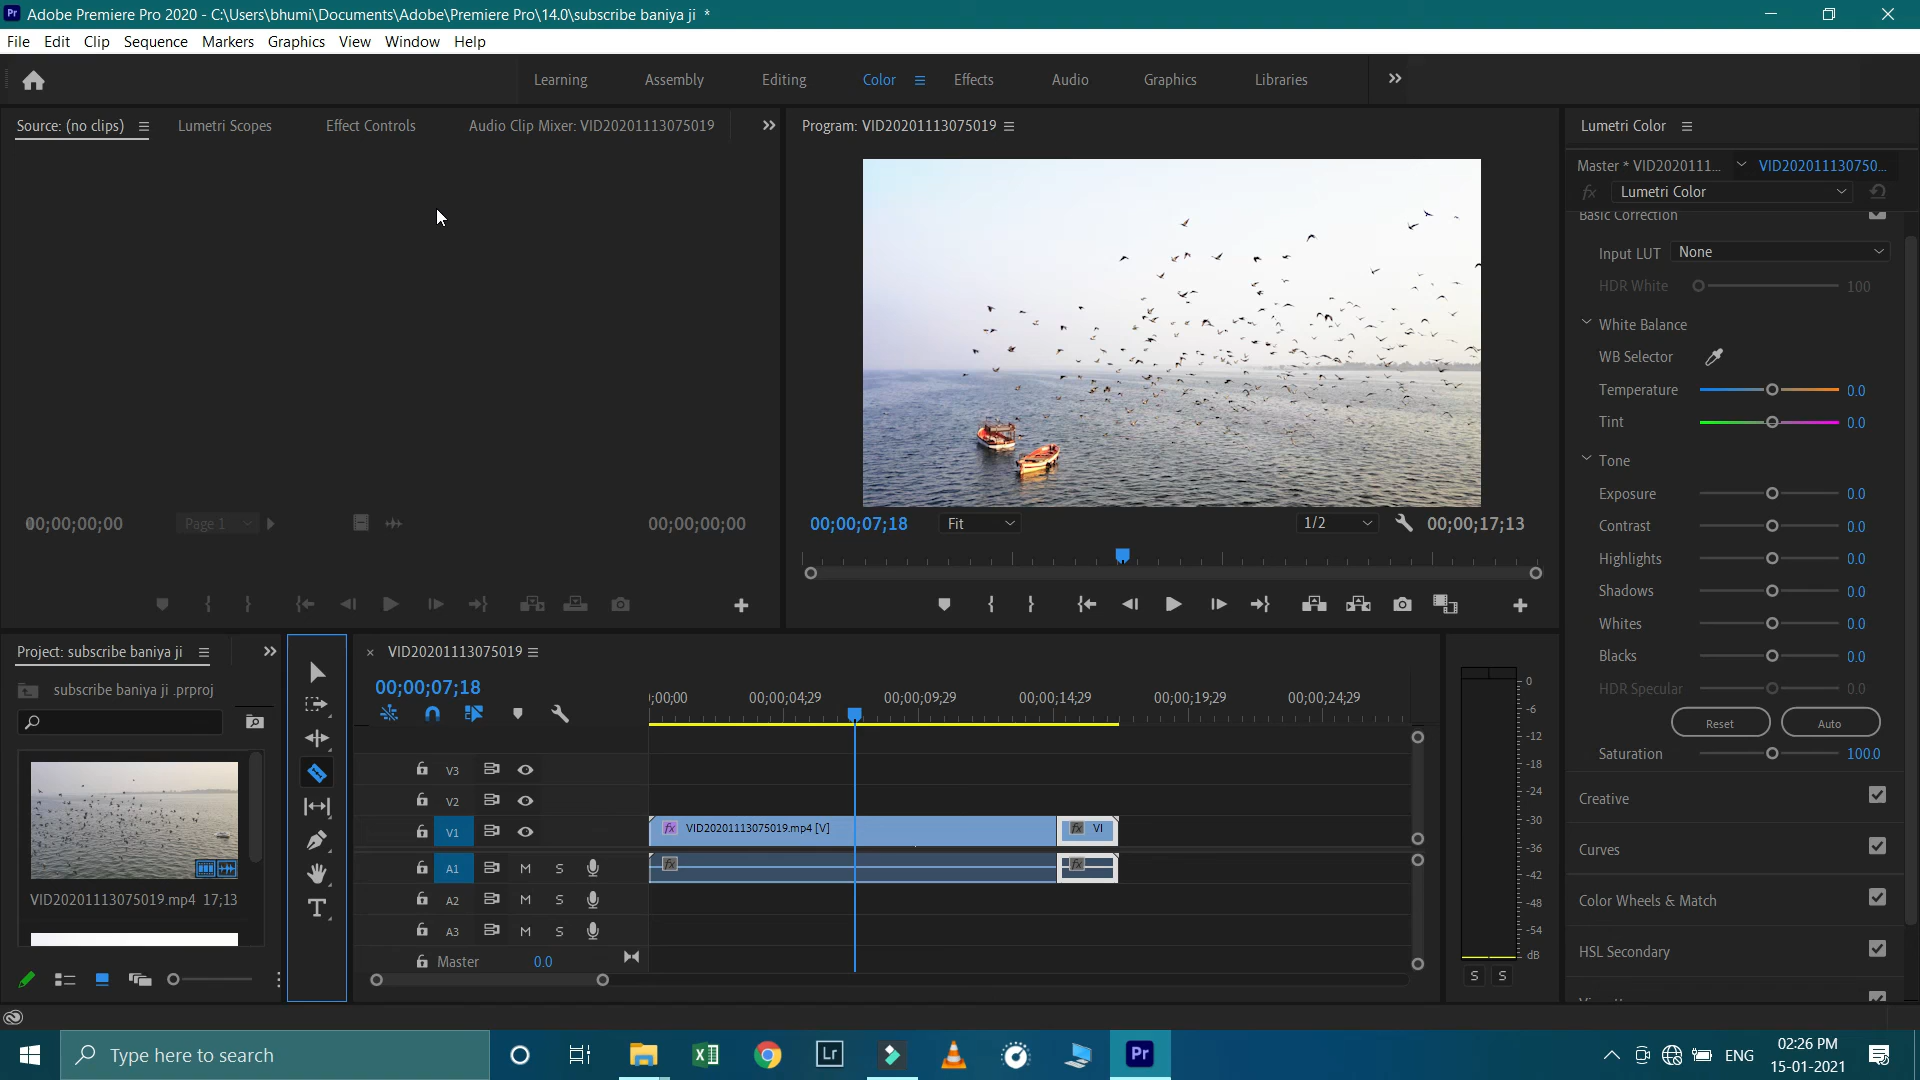 Pr Adobe Premiere Pro 2020 - C:\Users\bhumi\Documents\Adobe\Premiere Pro\14.0\subscribe baniya ji *
File Edit Clip Sequence Markers Graphics View Window Help
Learning Assembly Editing Color Effects Audio Graphics Libraries
Source: (no clips) Lumetri Scopes Effect Controls Audio Clip Mixer: VID20201113075019
Program: VID20201113075019
Lumetri Color
Master * VID2020111... VID202011130750...
fx Lumetri Color
Basic Correction
Input LUT None
HDR White 100
White Balance
WB Selector
Temperature 0.0
Tint 0.0
Tone
Exposure 0.0
Contrast 0.0
Highlights 0.0
Shadows 0.0
Whites 0.0
Blacks 0.0
HDR Specular 0.0
Reset Auto
Saturation 100.0
Creative
Curves
Color Wheels & Match
HSL Secondary
00;00;00;00 Page 1 00;00;00;00
00;00;07;18 Fit 1/2 00;00;17;13
Project: subscribe baniya ji
subscribe baniya ji .prproj
VID20201113075019.mp4 17;13
VID20201113075019
00;00;07;18
;00;00 00;00;04;29 00;00;09;29 00;00;14;29 00;00;19;29 00;00;24;29
V3
V2
V1 fx VID20201113075019.mp4 [V] fx VI
A1 M S fx fx
A2 M S
A3 M S
Master 0.0
0
-6
-12
-18
-24
-30
-36
-42
-48
-54
dB
S S
Type here to search
Lr Pr
ENG
02:26 PM
15-01-2021